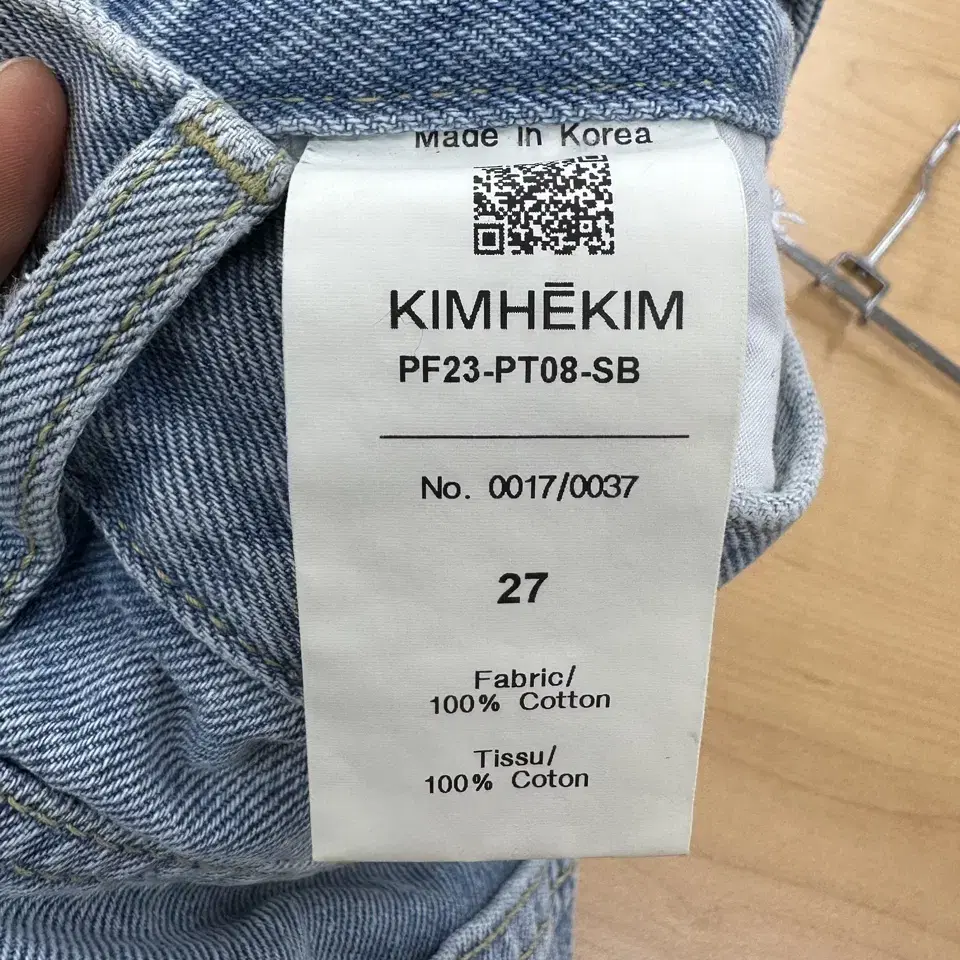 Made in Korea
KIMHĒKIM
PF23-PT08-SB
No. 0017/0037
27
Fabric/
100% Cotton
Tissu/
100% Coton